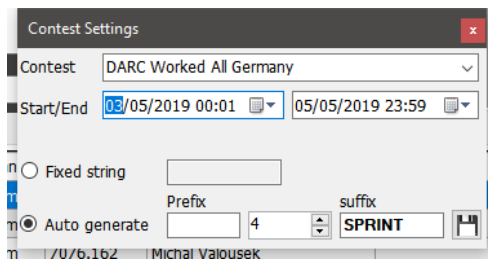 Contest Settings
x
Contest DARC Worked All Germany
Start/End 03/05/2019 00:01 05/05/2019 23:59
Fixed string
Prefix suffix
Auto generate 4 SPRINT
7076.162 Michal Valousek